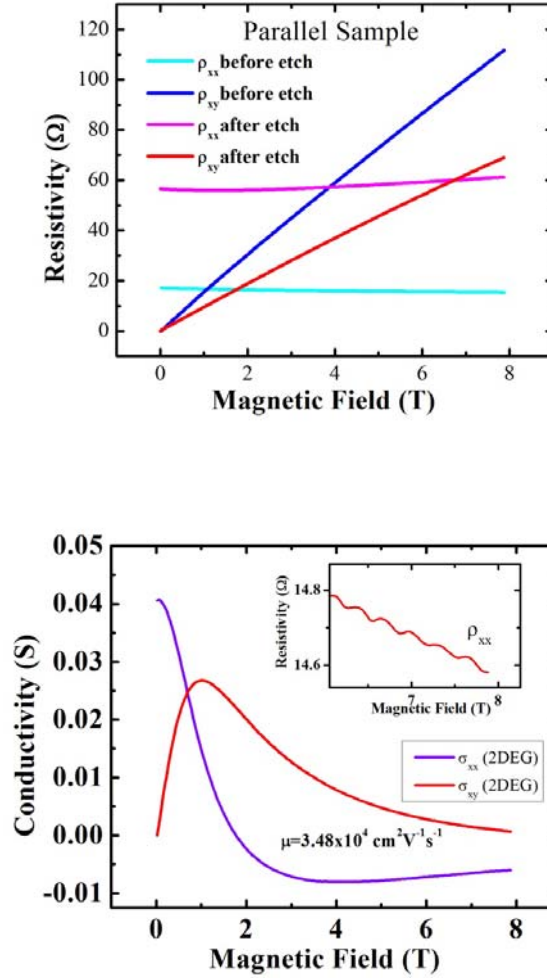 Parallel Sample
ρxx before etch
ρxy before etch
ρxx after etch
ρxy after etch
Resistivity (Ω)
120
100
80
60
40
20
0
0 2 4 6 8
Magnetic Field (T)
Conductivity (S)
0.05
0.04
0.03
0.02
0.01
0.00
-0.01
Resistivity (Ω)
14.8
14.6
ρxx
7 8
Magnetic Field (T)
σxx (2DEG)
σxy (2DEG)
μ=3.48x10⁴ cm²V⁻¹s⁻¹
0 2 4 6 8
Magnetic Field (T)